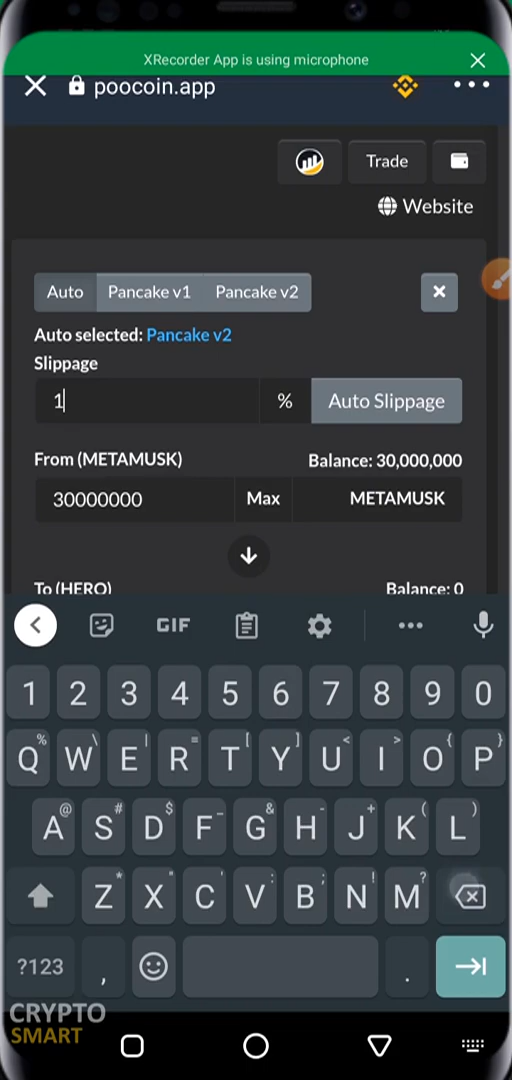 XRecorder App is using microphone
poocoin.app
Trade
Website
Auto Pancake v1 Pancake v2
Auto selected: Pancake v2
Slippage
1 % Auto Slippage
From (METAMUSK) Balance: 30,000,000
30000000 Max METAMUSK
To (HERO) Balance: 0
GIF
1 2 3 4 5 6 7 8 9 0
% \ | = [ ] < > { }
Q W E R T Y U I O P
@ # $ _ & - + ( )
A S D F G H J K L
* " ' : ; ! ?
Z X C V B N M
?123 , .
CRYPTO
SMART